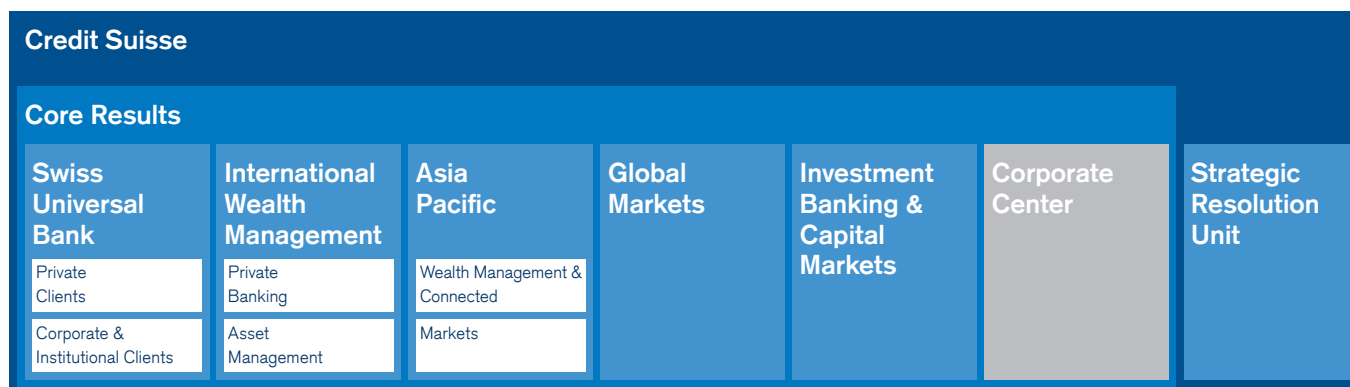 Credit Suisse
Core Results
Swiss
Universal
Bank
Private
Clients
Corporate &
Institutional Clients
International
Wealth
Management
Private
Banking
Asset
Management
Asia
Pacific
Wealth Management &
Connected
Markets
Global
Markets
Investment
Banking &
Capital
Markets
Corporate
Center
Strategic
Resolution
Unit